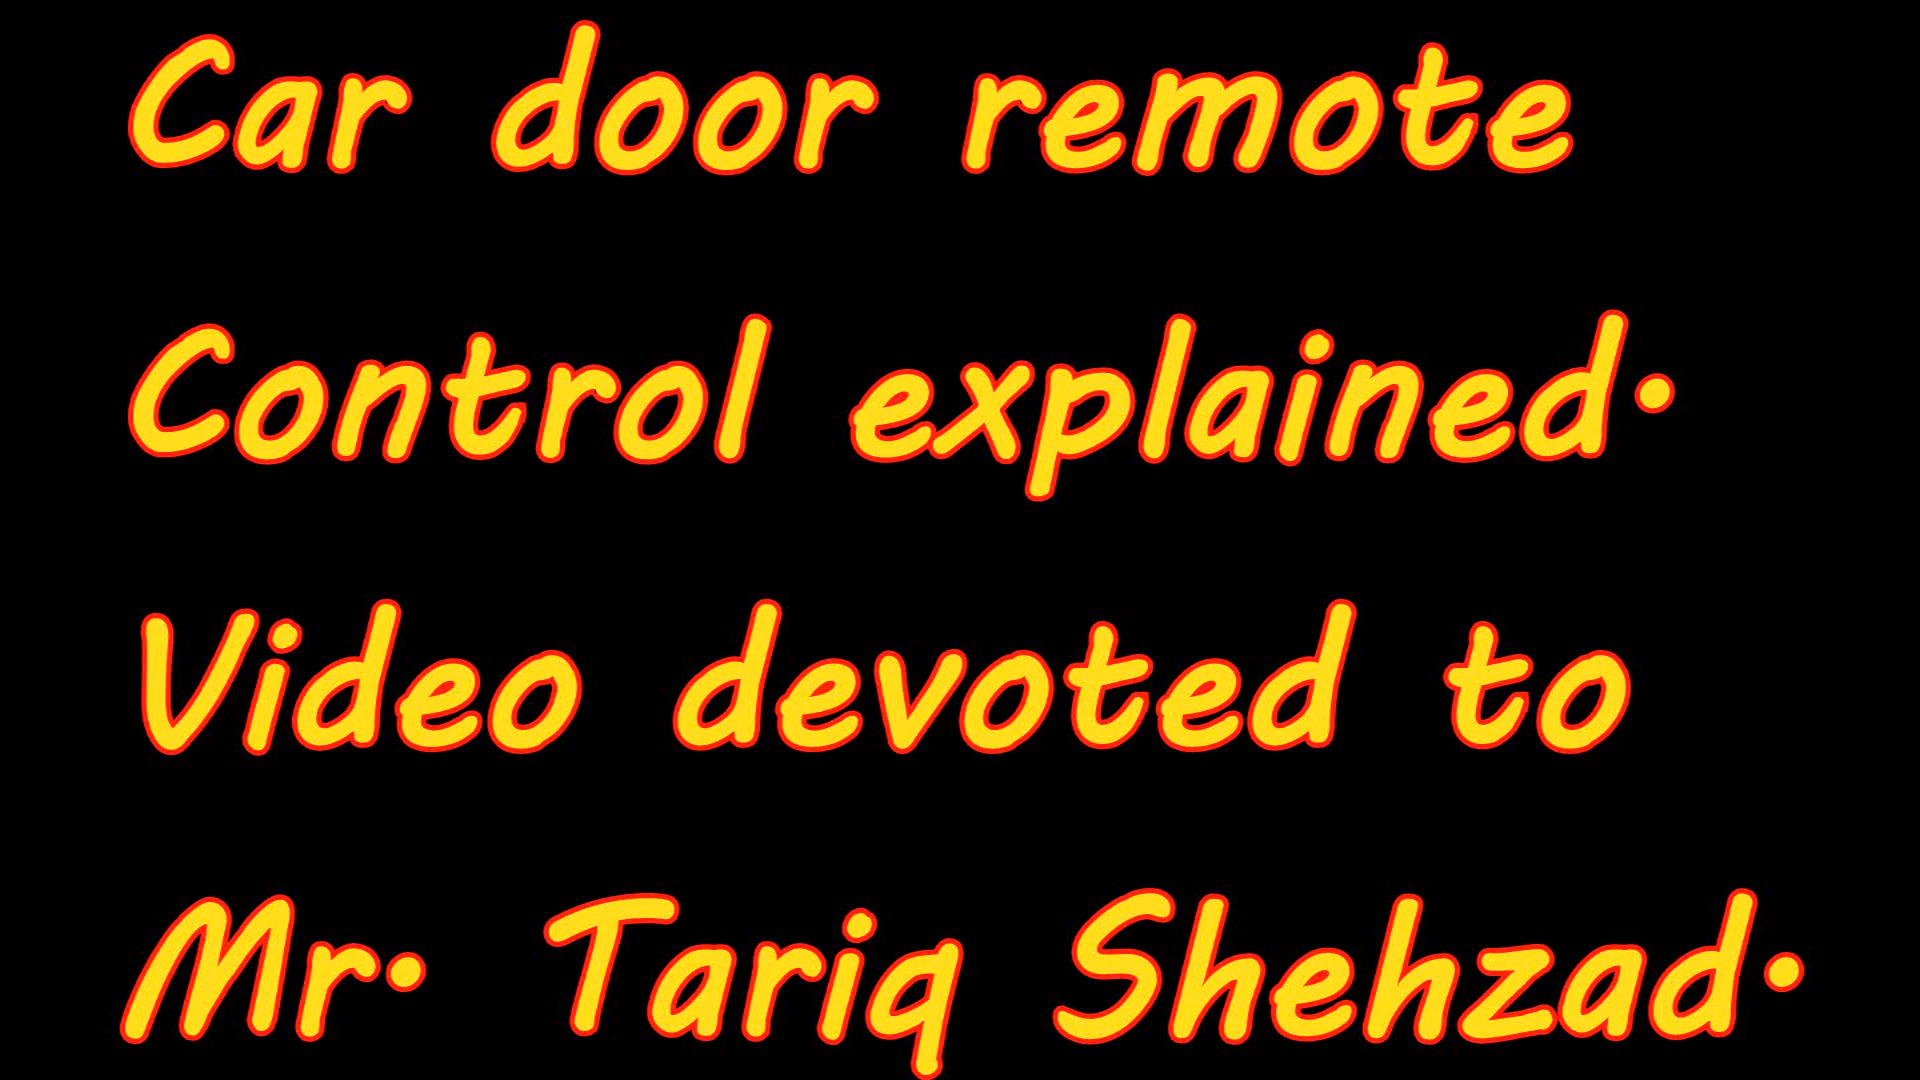 Car door remote
Control explained.
Video devoted to
Mr. Tariq Shehzad.